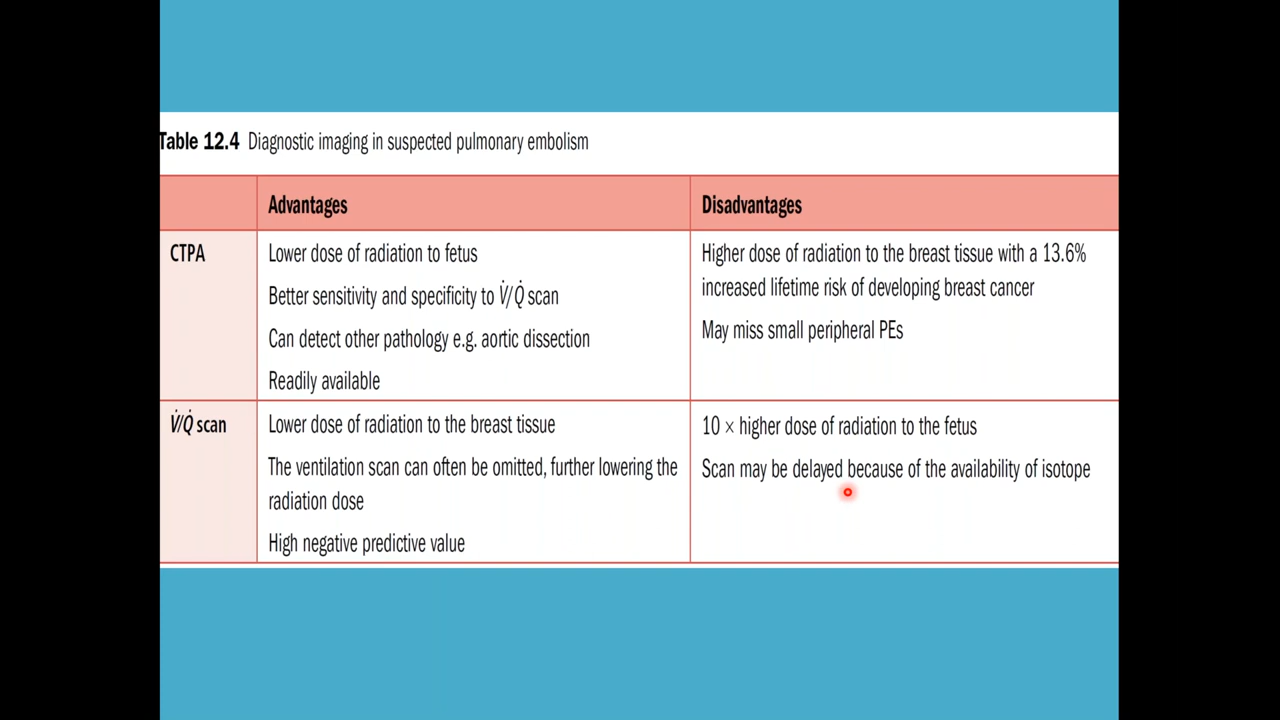 Table 12.4 Diagnostic imaging in suspected pulmonary embolism
Advantages
Disadvantages
CTPA
Lower dose of radiation to fetus
Better sensitivity and specificity to V̇/Q̇ scan
Can detect other pathology e.g. aortic dissection
Readily available
Higher dose of radiation to the breast tissue with a 13.6%
increased lifetime risk of developing breast cancer
May miss small peripheral PEs
V̇/Q̇ scan
Lower dose of radiation to the breast tissue
The ventilation scan can often be omitted, further lowering the
radiation dose
High negative predictive value
10 × higher dose of radiation to the fetus
Scan may be delayed because of the availability of isotope